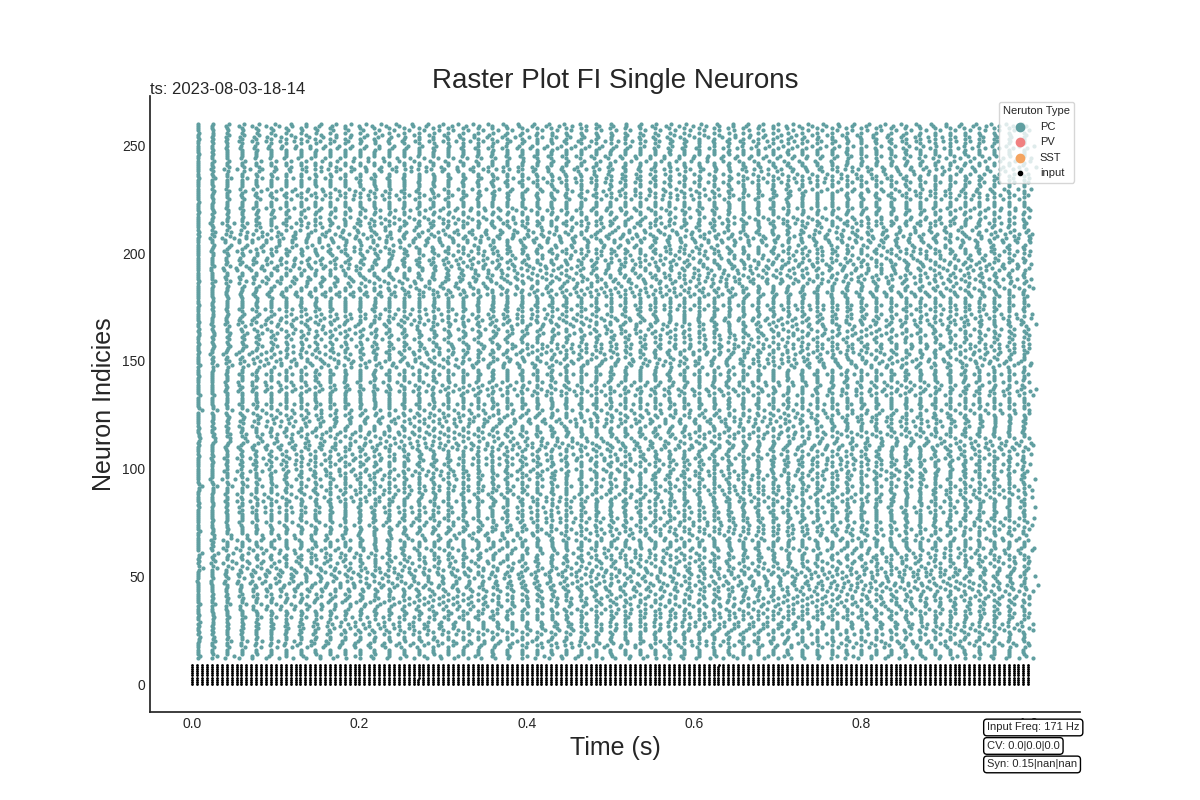 Raster Plot FI Single Neurons
ts: 2023-08-03-18-14
Neruton Type
PC
PV
SST
input
Neuron Indicies
250
200
150
100
50
0
0.0
0.2
0.4
0.6
0.8
Time (s)
Input Freq: 171 Hz
CV: 0.0|0.0|0.0
Syn: 0.15|nan|nan